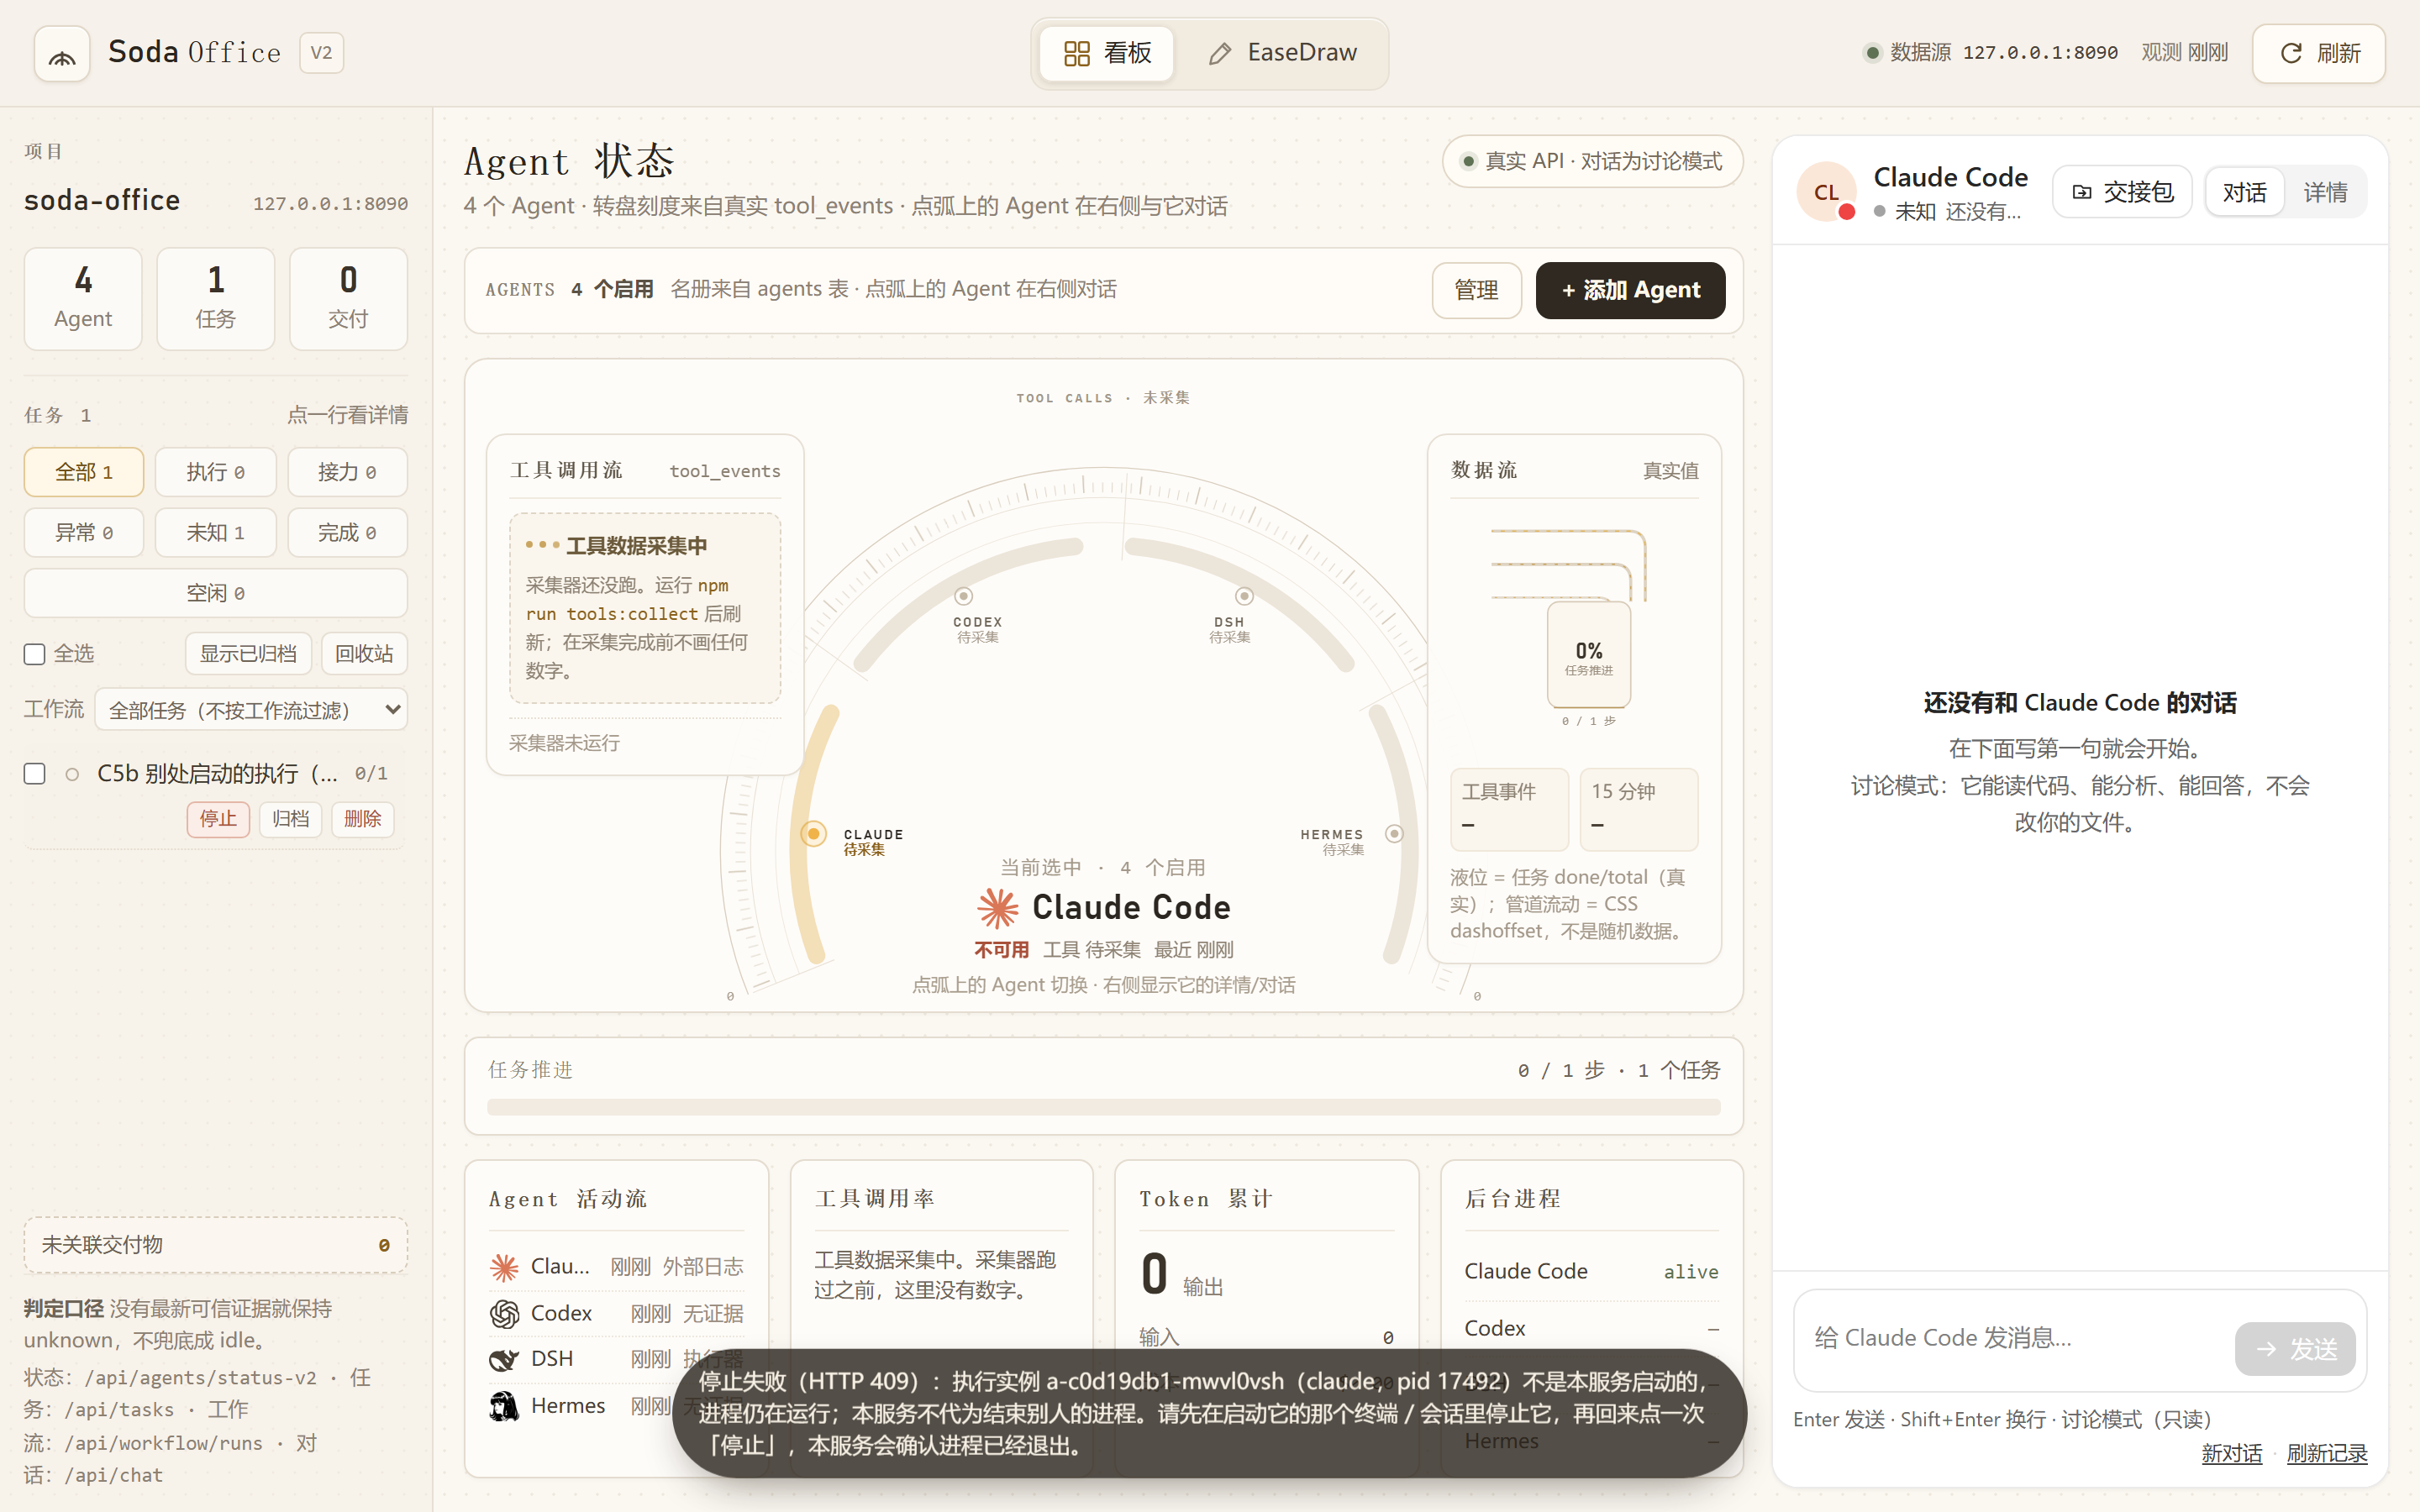 Soda Office V2
看板
EaseDraw
数据源 127.0.0.1:8090 观测 刚刚
刷新
项目
soda-office 127.0.0.1:8090
4 Agent
1 任务
0 交付
任务 1 点一行看详情
全部 1 执行 0 接力 0
异常 0 未知 1 完成 0
空闲 0
全选 显示已归档 回收站
工作流 全部任务（不按工作流过滤）
C5b 别处启动的执行（... 0/1
停止 归档 删除
未关联交付物 0
判定口径 没有最新可信证据就保持
unknown，不兜底成 idle。
状态：/api/agents/status-v2 · 任
务：/api/tasks · 工作
流：/api/workflow/runs · 对
话：/api/chat
Agent 状态
真实 API · 对话为讨论模式
4 个 Agent · 转盘刻度来自真实 tool_events · 点弧上的 Agent 在右侧与它对话
AGENTS 4 个启用 名册来自 agents 表 · 点弧上的 Agent 在右侧对话
管理 + 添加 Agent
TOOL CALLS · 未采集
工具调用流 tool_events
工具数据采集中
采集器还没跑。运行 npm
run tools:collect 后刷
新；在采集完成前不画任何
数字。
采集器未运行
CODEX
待采集
DSH
待采集
CLAUDE
待采集
HERMES
待采集
当前选中 · 4 个启用
Claude Code
不可用 工具 待采集 最近 刚刚
点弧上的 Agent 切换 · 右侧显示它的详情/对话
0
0
数据流 真实值
0%
任务推进
0 / 1 步
工具事件
–
15 分钟
–
液位 = 任务 done/total（真
实）；管道流动 = CSS
dashoffset，不是随机数据。
任务推进 0 / 1 步 · 1 个任务
Agent 活动流
Clau... 刚刚 外部日志
Codex 刚刚 无证据
DSH 刚刚 执行器
Hermes 刚刚
工具调用率
工具数据采集中。采集器跑
过之前，这里没有数字。
Token 累计
0 输出
输入 0
后台进程
Claude Code alive
Codex –
Hermes –
停止失败（HTTP 409）：执行实例 a-c0d19db1-mwvl0vsh（claude，pid 17492）不是本服务启动的，
进程仍在运行；本服务不代为结束别人的进程。请先在启动它的那个终端 / 会话里停止它，再回来点一次
「停止」，本服务会确认进程已经退出。
CL
Claude Code
未知 还没有...
交接包
对话 详情
还没有和 Claude Code 的对话
在下面写第一句就会开始。
讨论模式：它能读代码、能分析、能回答，不会
改你的文件。
给 Claude Code 发消息...
发送
Enter 发送 · Shift+Enter 换行 · 讨论模式（只读）
新对话 · 刷新记录